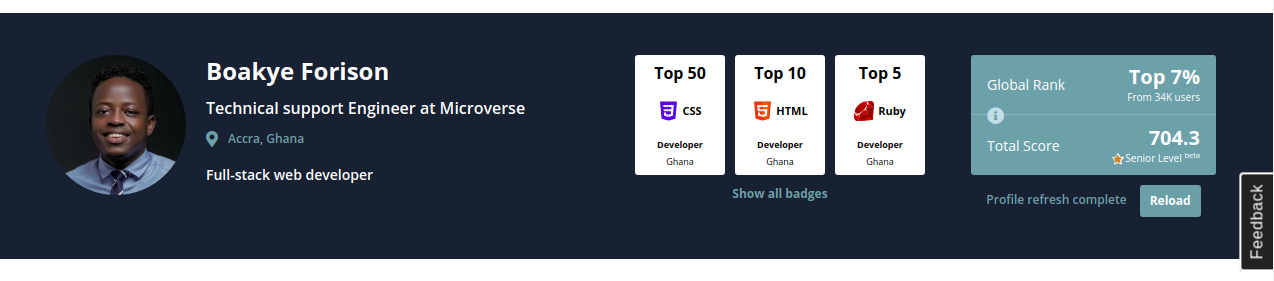 Boakye Forison
Technical support Engineer at Microverse
Accra, Ghana
Full-stack web developer
Top 50
CSS
Developer
Ghana
Top 10
HTML
Developer
Ghana
Top 5
Ruby
Developer
Ghana
Show all badges
Global Rank
Top 7%
From 34K users
Total Score
704.3
Senior Level beta
Profile refresh complete
Reload
Feedback